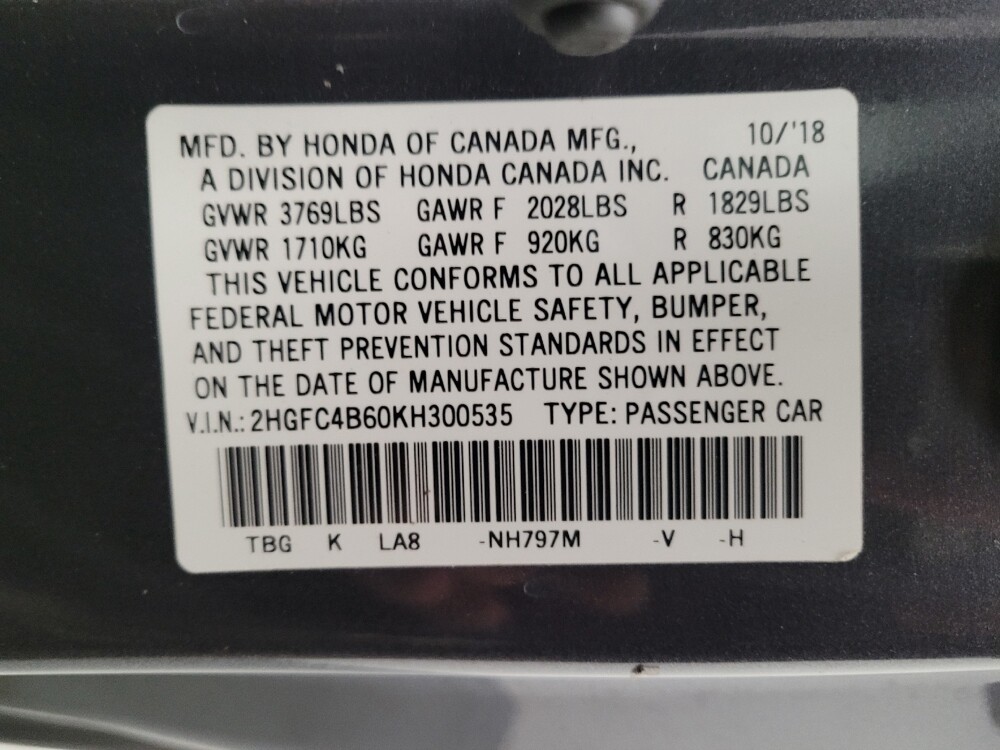 MFD. BY HONDA OF CANADA MFG., 10/'18
A DIVISION OF HONDA CANADA INC. CANADA
GVWR 3769LBS GAWR F 2028LBS R 1829LBS
GVWR 1710KG GAWR F 920KG R 830KG
THIS VEHICLE CONFORMS TO ALL APPLICABLE
FEDERAL MOTOR VEHICLE SAFETY, BUMPER,
AND THEFT PREVENTION STANDARDS IN EFFECT
ON THE DATE OF MANUFACTURE SHOWN ABOVE.
V.I.N.: 2HGFC4B60KH300535 TYPE: PASSENGER CAR
TBG K LA8 -NH797M -V -H